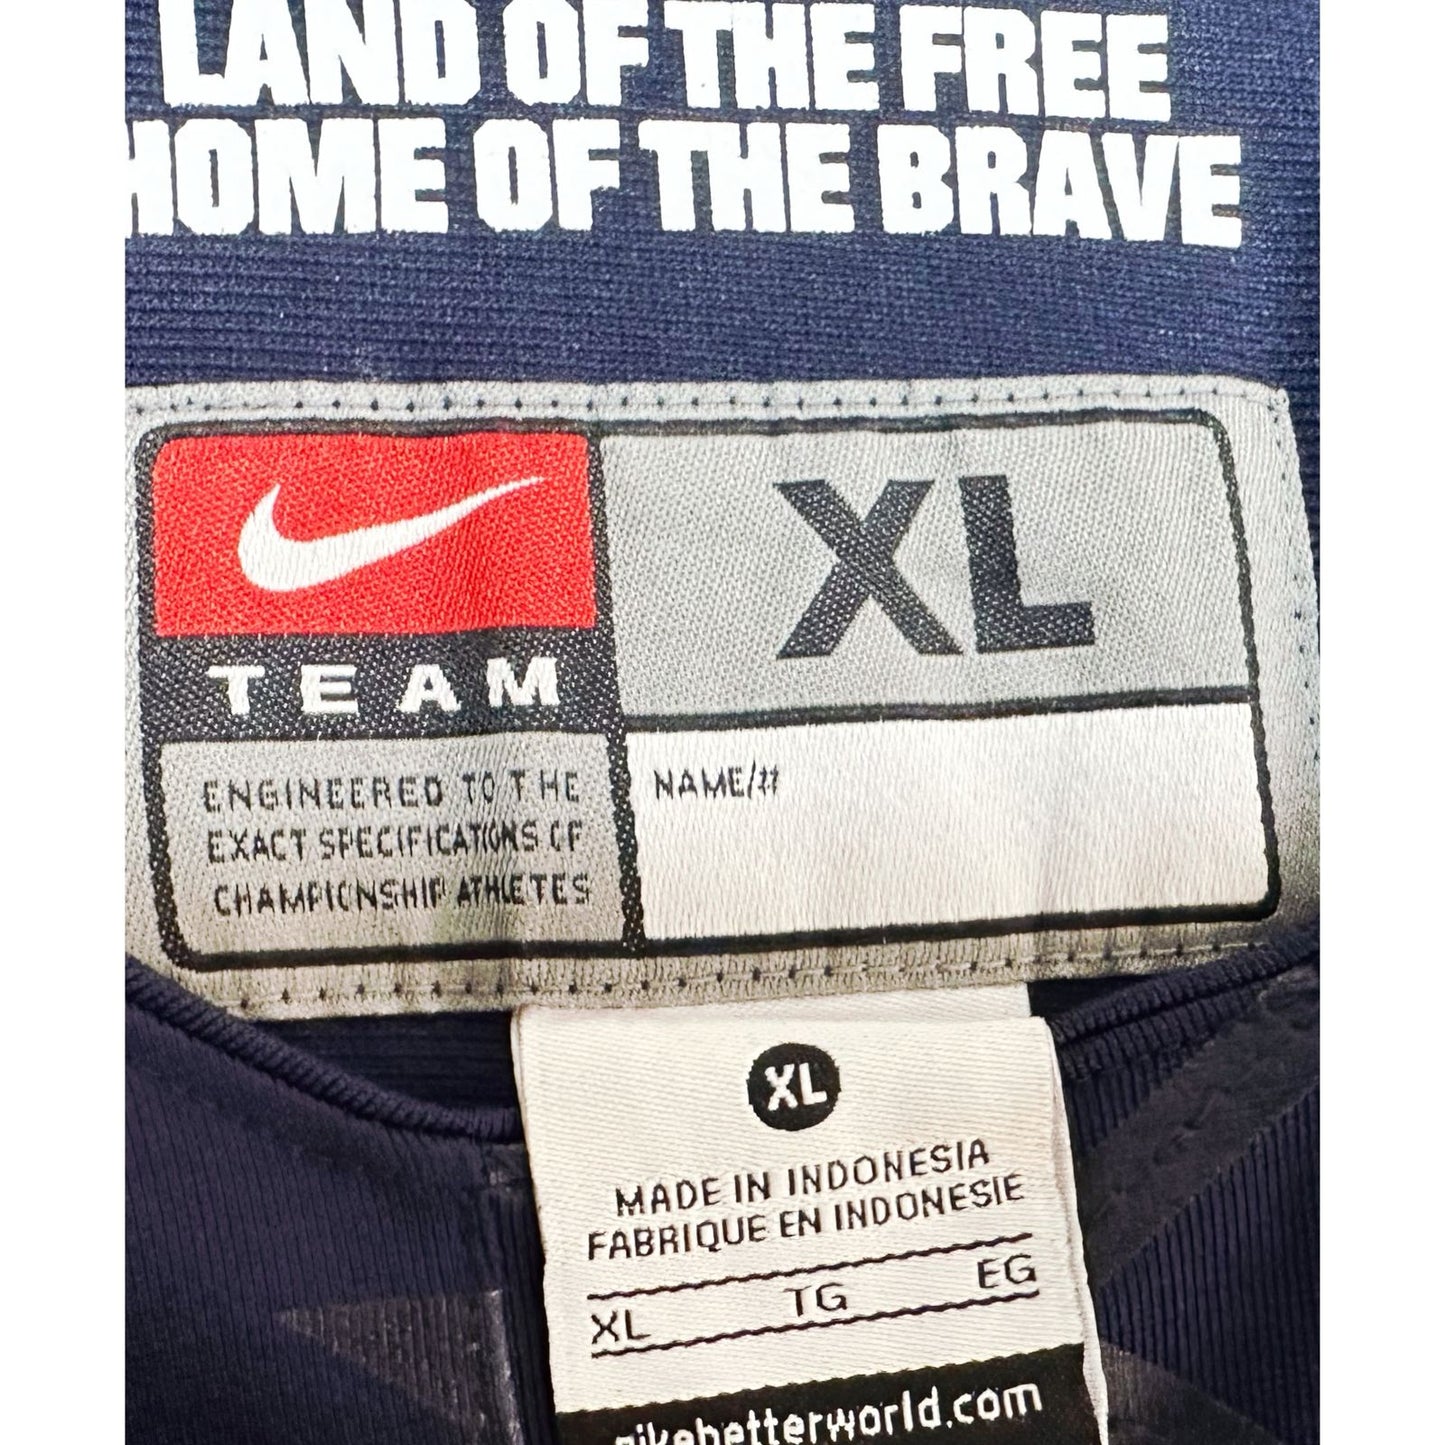 LAND OF THE FREE
HOME OF THE BRAVE
XL
TEAM
ENGINEERED TO THE
EXACT SPECIFICATIONS OF
CHAMPIONSHIP ATHLETES
NAME/#
XL
MADE IN INDONESIA
FABRIQUE EN INDONESIE
XL TG EG
nikebetterworld.com